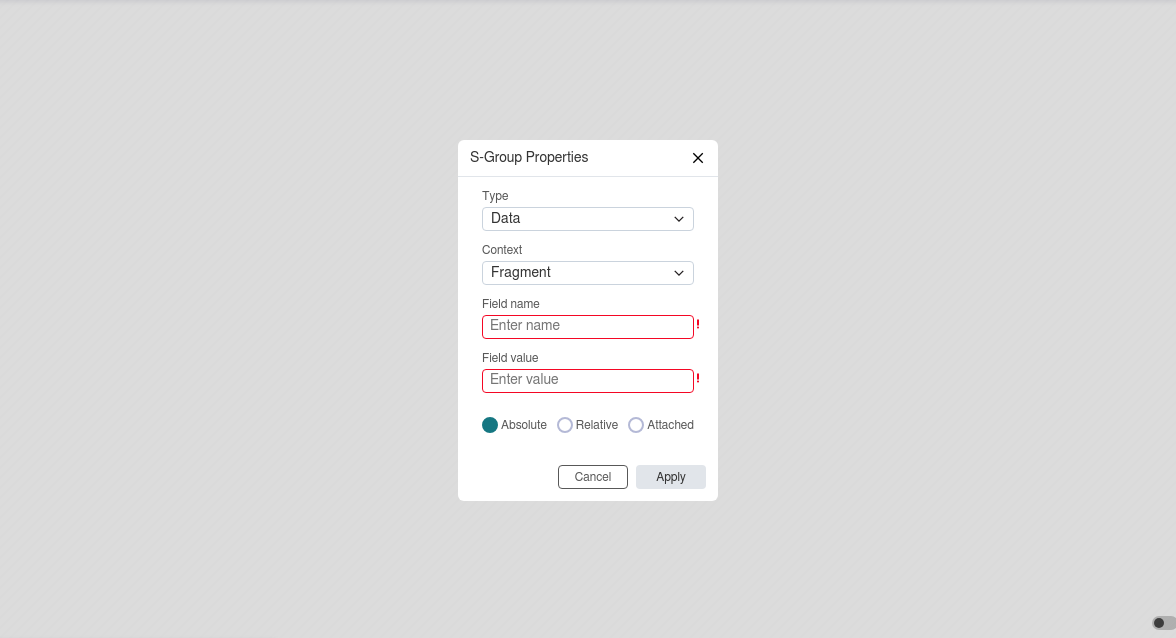 S-Group Properties
Type
Data
Context
Fragment
Field name
Enter name
!
Field value
Enter value
!
Absolute Relative Attached
Cancel Apply